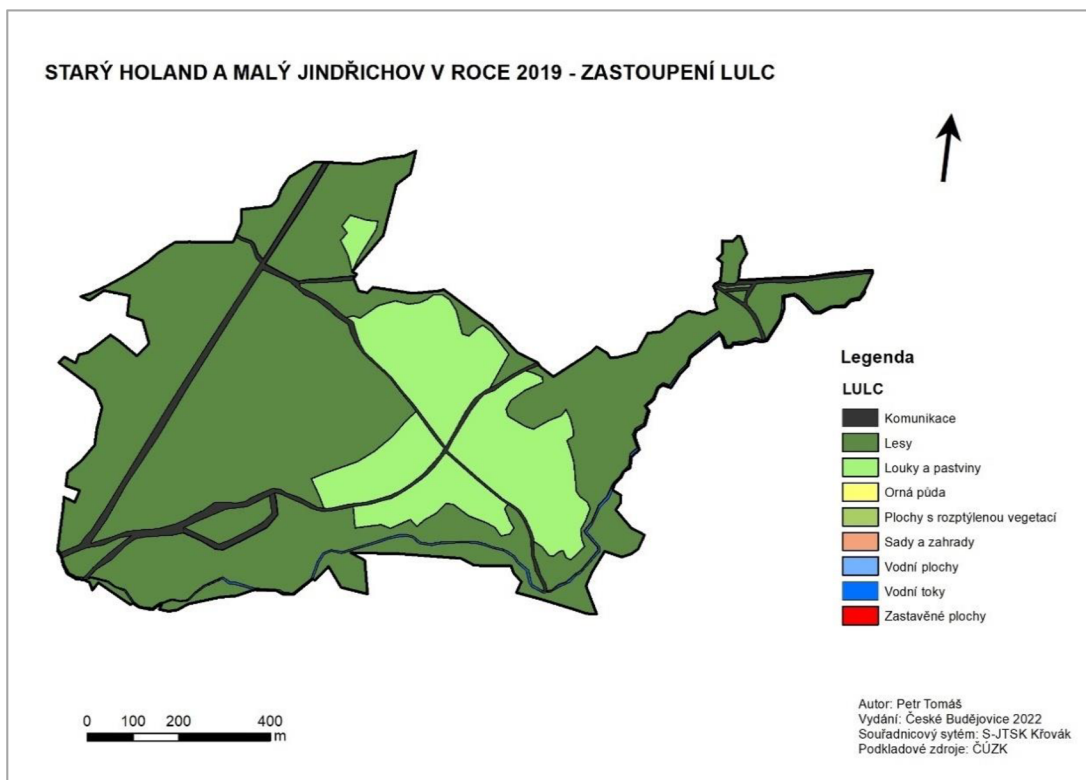 STARÝ HOLAND A MALÝ JINDŘICHOV V ROCE 2019 - ZASTOUPENÍ LULC
Legenda
LULC
Komunikace
Lesy
Louky a pastviny
Orná půda
Plochy s rozptýlenou vegetací
Sady a zahrady
Vodní plochy
Vodní toky
Zastavěné plochy
0 100 200 400
m
Autor: Petr Tomáš
Vydání: České Budějovice 2022
Souřadnicový sytém: S-JTSK Křovák
Podkladové zdroje: ČÚZK